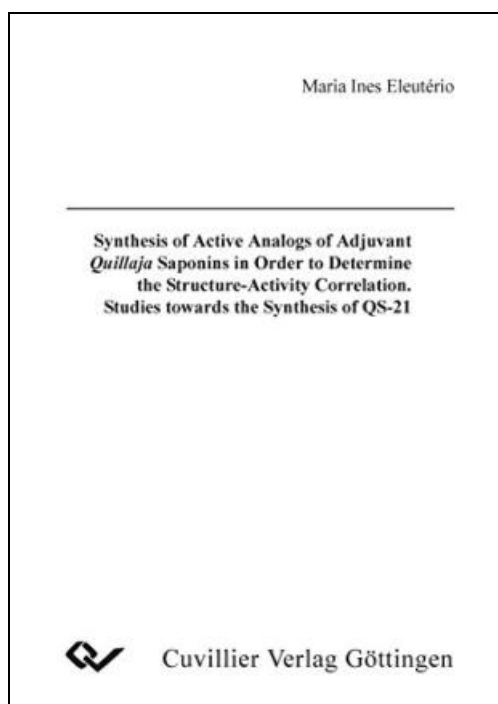 Maria Ines Eleutério
Synthesis of Active Analogs of Adjuvant
Quillaja Saponins in Order to Determine
the Structure-Activity Correlation.
Studies towards the Synthesis of QS-21
Cuvillier Verlag Göttingen